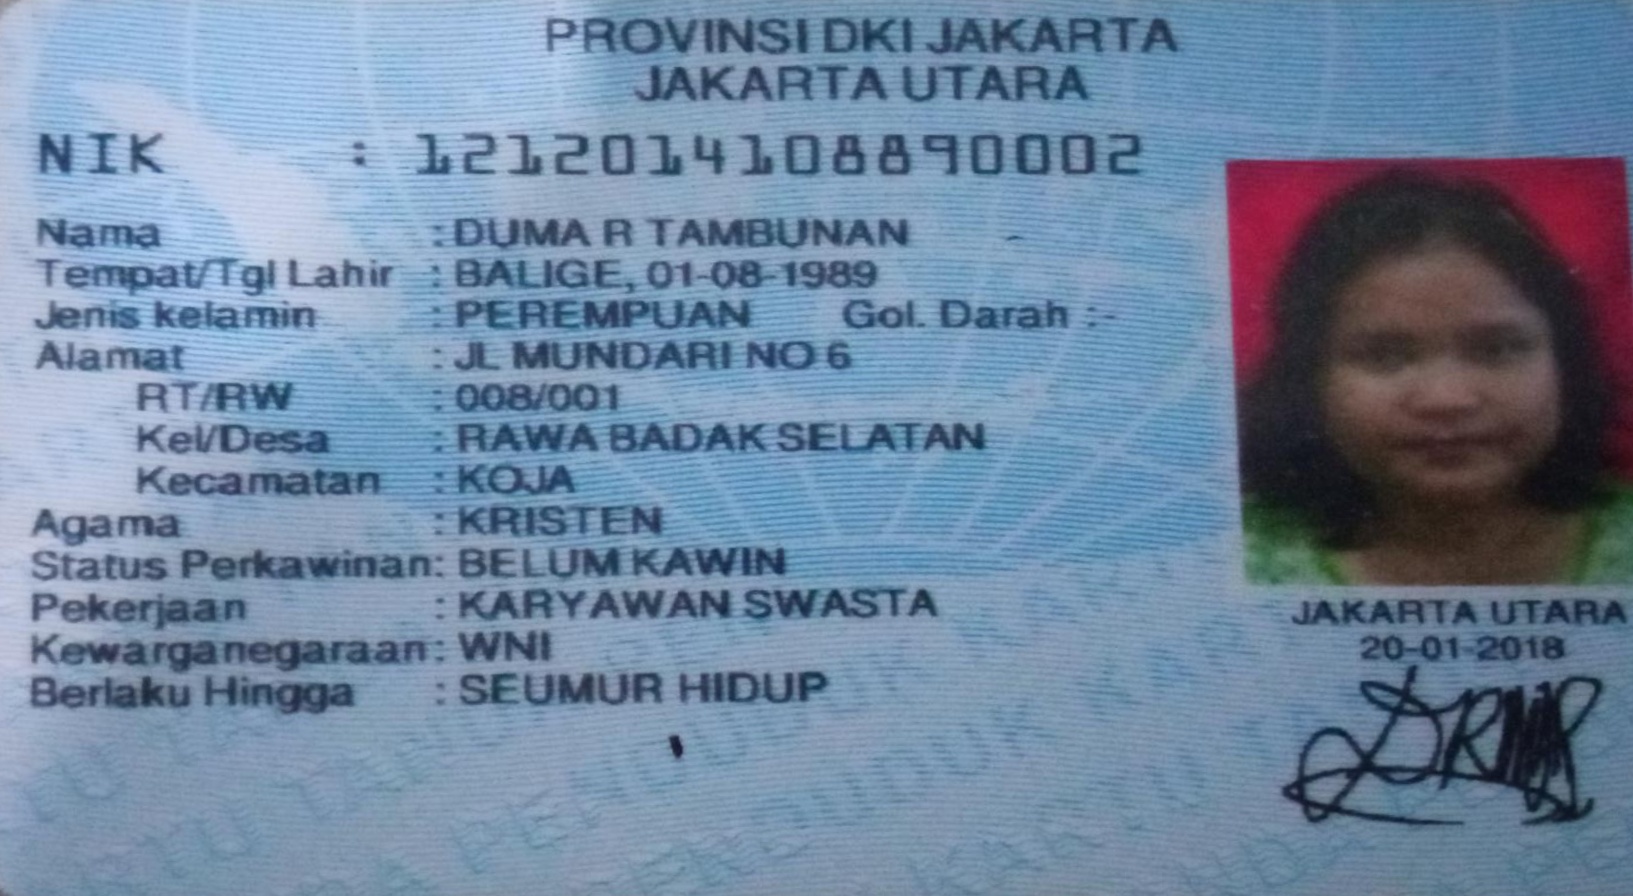 PROVINSI DKI JAKARTA
JAKARTA UTARA
NIK : 1212014108890002
Nama : DUMA R TAMBUNAN
Tempat/Tgl Lahir : BALIGE, 01-08-1989
Jenis kelamin : PEREMPUAN Gol. Darah :-
Alamat : JL MUNDARI NO 6
RT/RW : 008/001
Kel/Desa : RAWA BADAK SELATAN
Kecamatan : KOJA
Agama : KRISTEN
Status Perkawinan: BELUM KAWIN
Pekerjaan : KARYAWAN SWASTA
Kewarganegaraan: WNI
Berlaku Hingga : SEUMUR HIDUP
JAKARTA UTARA
20-01-2018